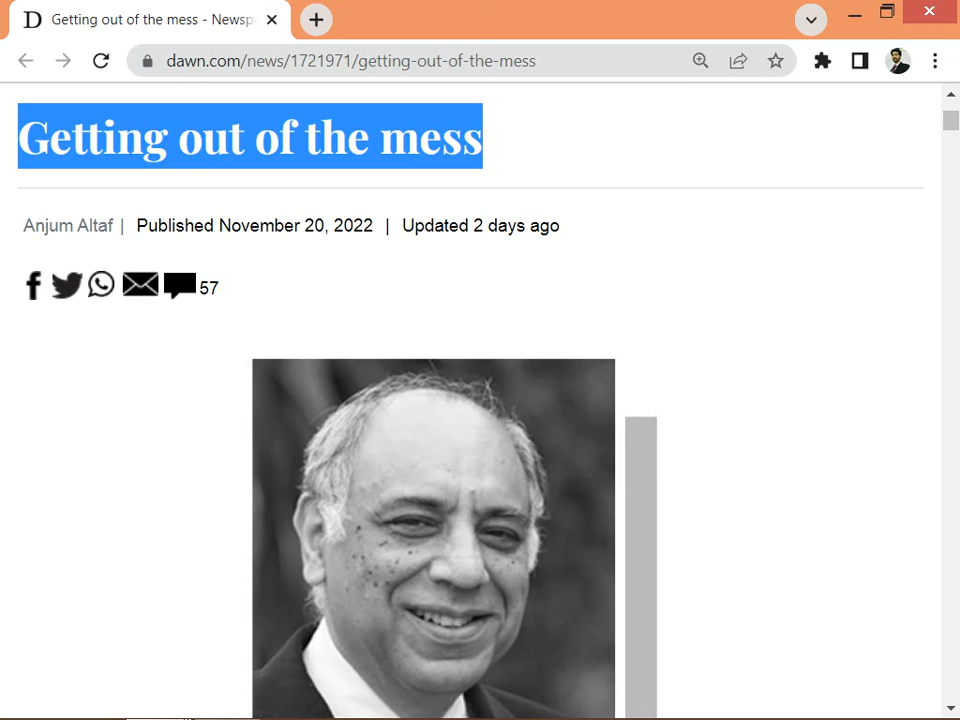 D Getting out of the mess - Newspa
dawn.com/news/1721971/getting-out-of-the-mess
Getting out of the mess
Anjum Altaf | Published November 20, 2022 | Updated 2 days ago
57